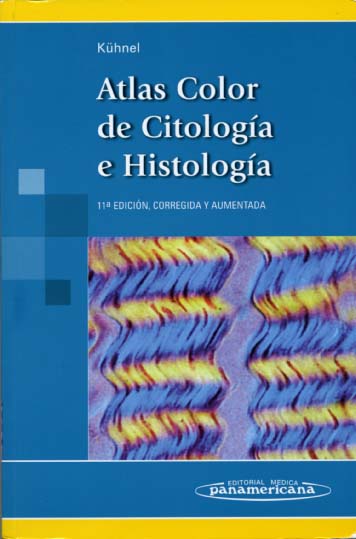 Kühnel
Atlas Color
de Citología
e Histología
11ª EDICIÓN, CORREGIDA Y AUMENTADA
EDITORIAL MEDICA
panamericana